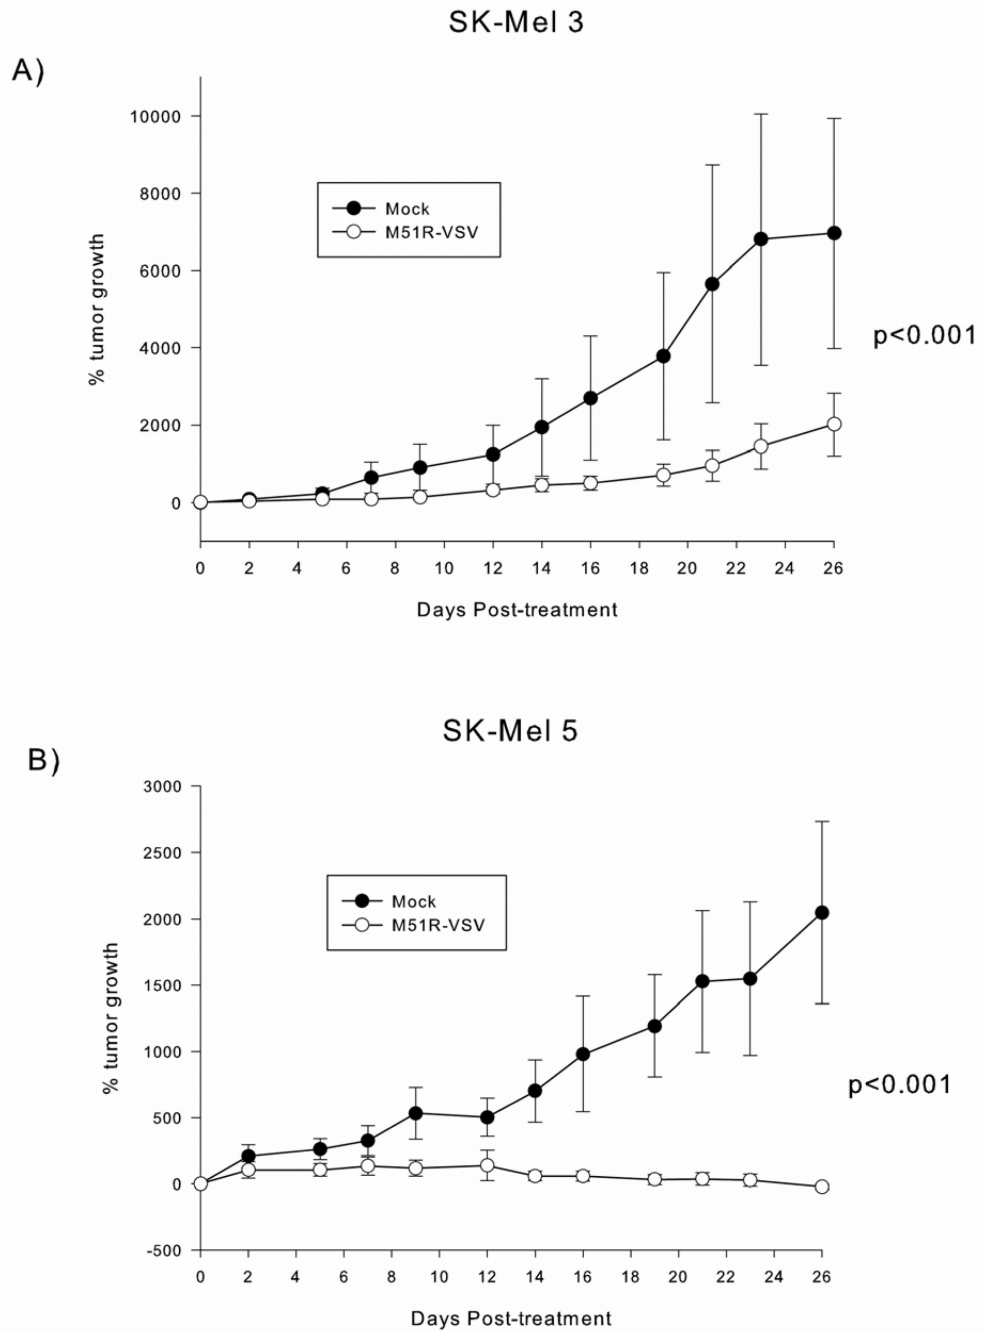 SK-Mel 3
A)
10000
8000
6000
4000
2000
0
% tumor growth
Mock
M51R-VSV
p<0.001
0 2 4 6 8 10 12 14 16 18 20 22 24 26
Days Post-treatment
SK-Mel 5
B)
3000
2500
2000
1500
1000
500
0
-500
% tumor growth
Mock
M51R-VSV
p<0.001
0 2 4 6 8 10 12 14 16 18 20 22 24 26
Days Post-treatment